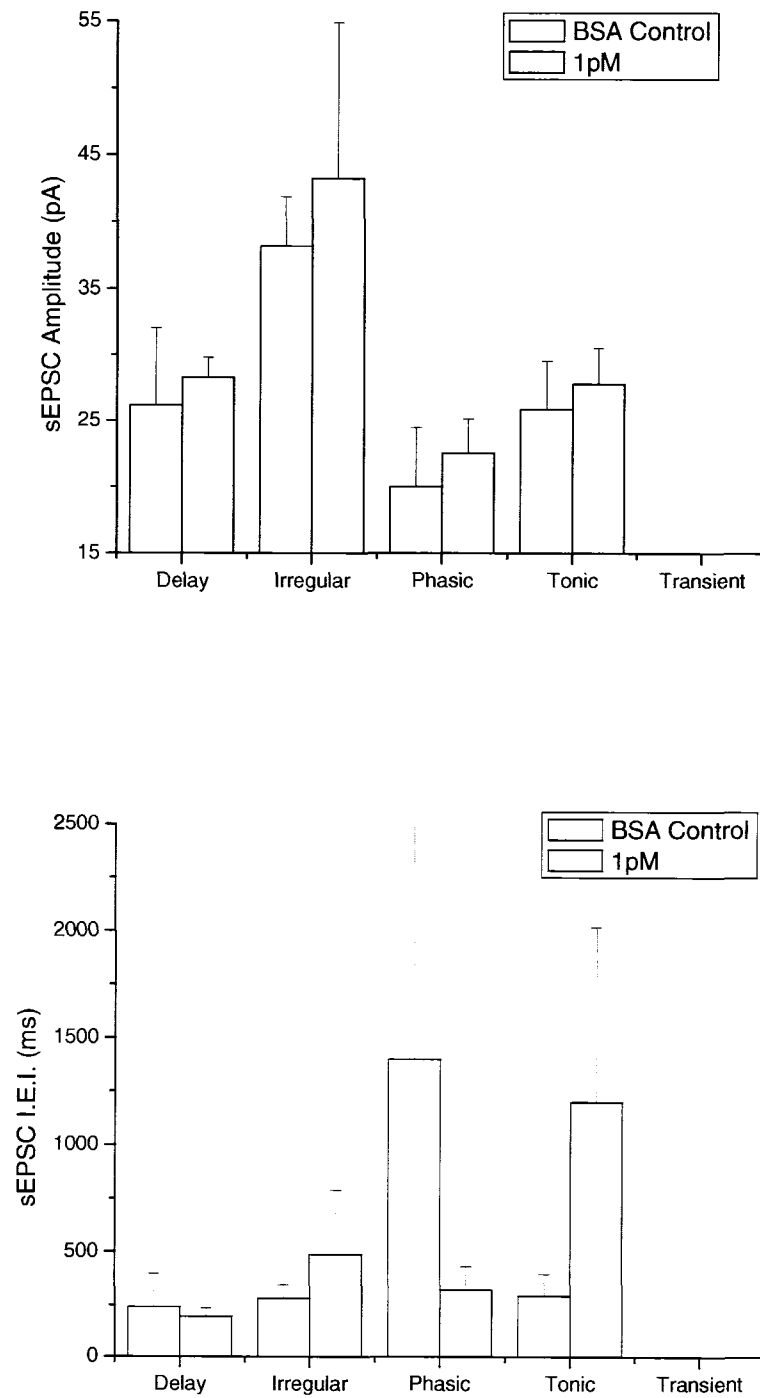 55
45
35
25
15
sEPSC Amplitude (pA)
BSA Control
1pM
Delay Irregular Phasic Tonic Transient
2500
2000
1500
1000
500
0
sEPSC I.E.I. (ms)
BSA Control
1pM
Delay Irregular Phasic Tonic Transient